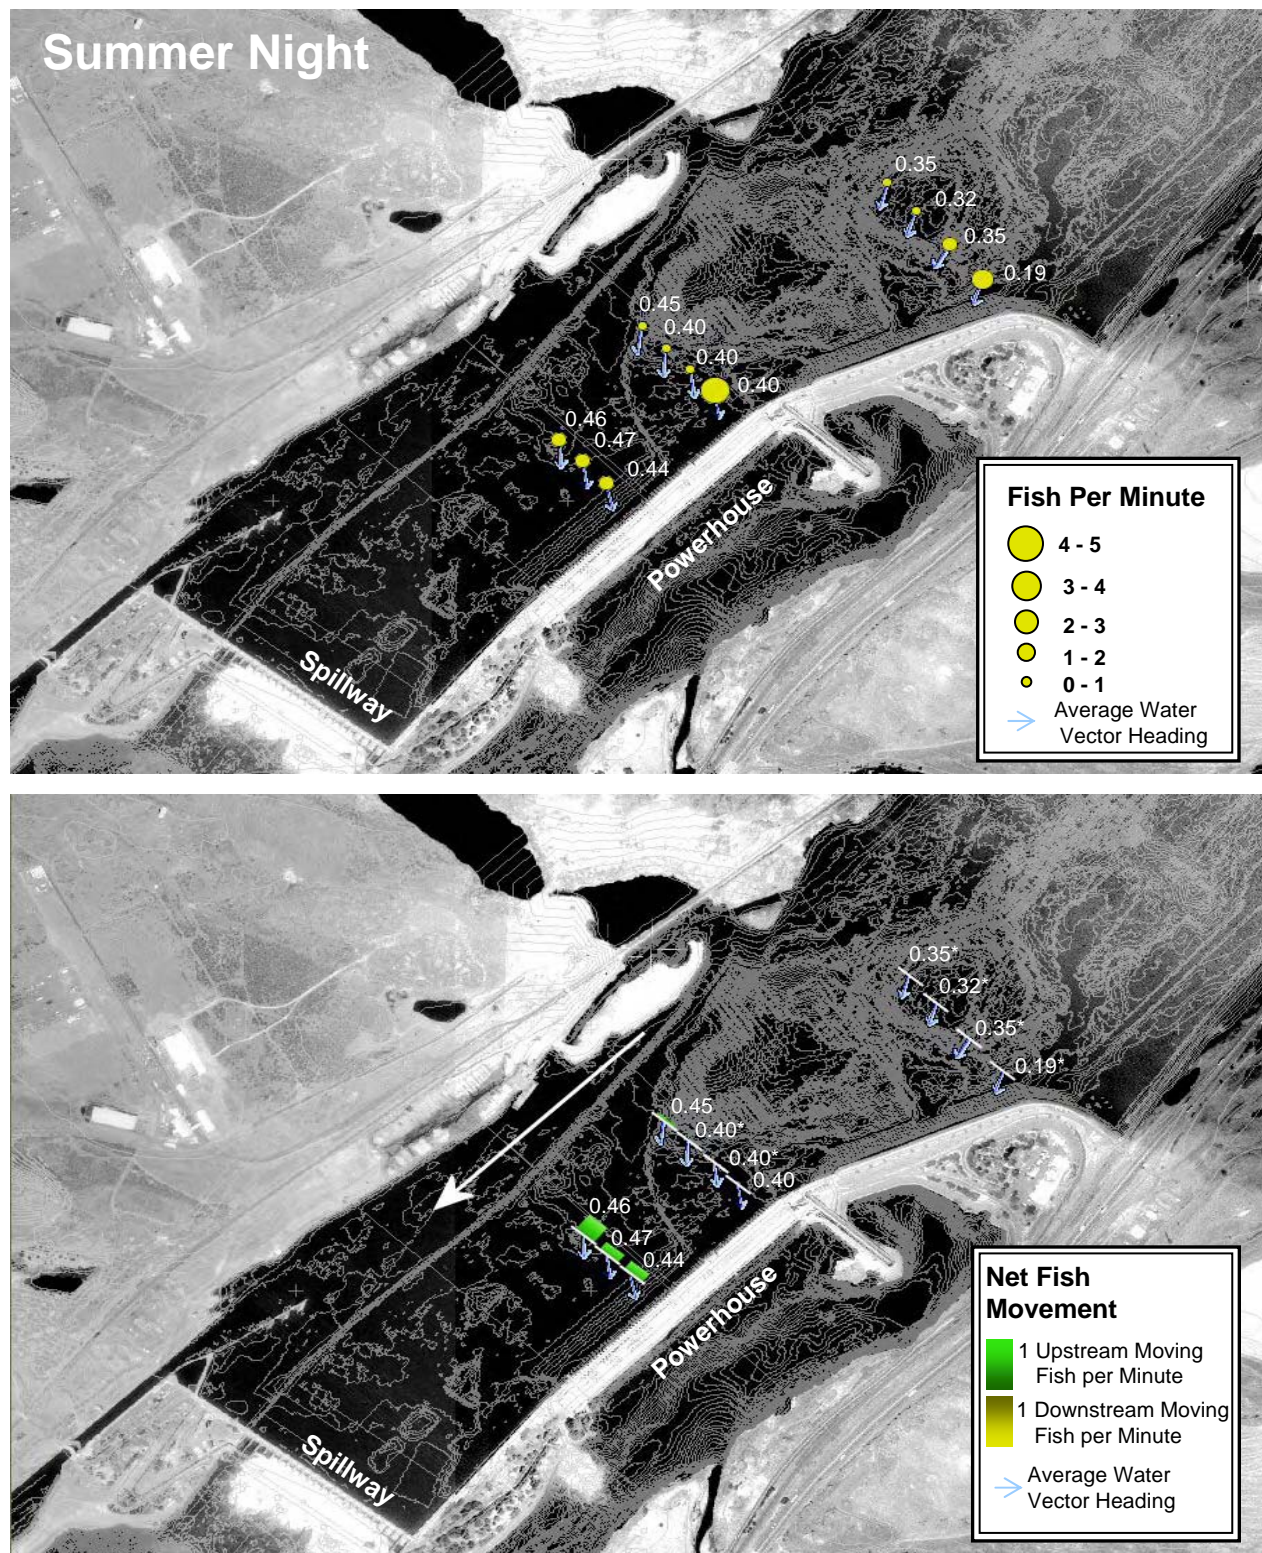 Summer Night
0.35
0.32
0.35
0.19
0.45
0.40
0.40
0.40
0.46
0.47
0.44
Powerhouse
Spillway
Fish Per Minute
4 - 5
3 - 4
2 - 3
1 - 2
0 - 1
Average Water
Vector Heading
0.35*
0.32*
0.35*
0.19*
0.45
0.40*
0.40*
0.40
0.46
0.47
0.44
Powerhouse
Spillway
Net Fish
Movement
1 Upstream Moving
Fish per Minute
1 Downstream Moving
Fish per Minute
Average Water
Vector Heading